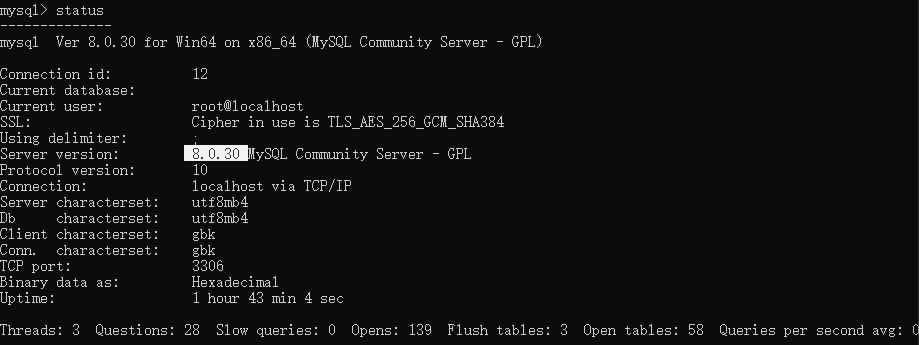 mysql> status
--------------
mysql  Ver 8.0.30 for Win64 on x86_64 (MySQL Community Server - GPL)
Connection id:          12
Current database:
Current user:           root@localhost
SSL:                    Cipher in use is TLS_AES_256_GCM_SHA384
Using delimiter:        ;
Server version:         8.0.30 MySQL Community Server - GPL
Protocol version:       10
Connection:             localhost via TCP/IP
Server characterset:    utf8mb4
Db     characterset:    utf8mb4
Client characterset:    gbk
Conn.  characterset:    gbk
TCP port:               3306
Binary data as:         Hexadecimal
Uptime:                 1 hour 43 min 4 sec
Threads: 3  Questions: 28  Slow queries: 0  Opens: 139  Flush tables: 3  Open tables: 58  Queries per second avg: 0